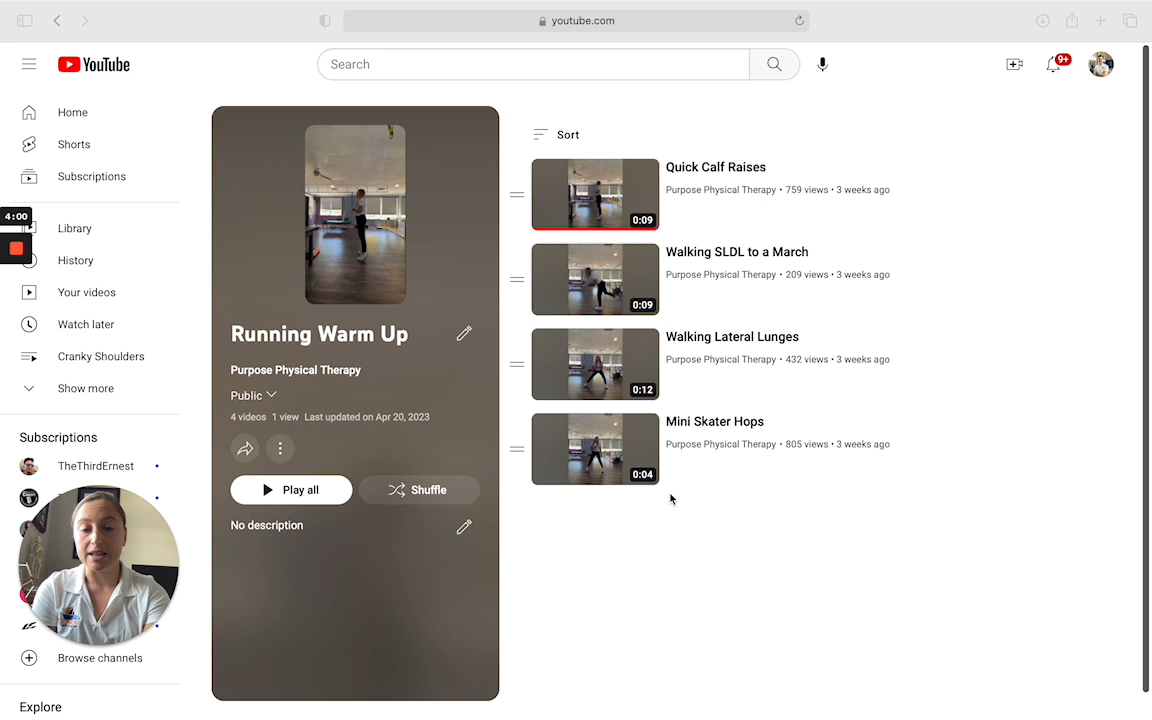 youtube.com
YouTube
Search
9+
Home
Shorts
Subscriptions
4:00
Library
History
Your videos
Watch later
Cranky Shoulders
Show more
Subscriptions
TheThirdErnest
Browse channels
Explore
Running Warm Up
Purpose Physical Therapy
Public
4 videos 1 view Last updated on Apr 20, 2023
Play all
Shuffle
No description
Sort
Quick Calf Raises
Purpose Physical Therapy • 759 views • 3 weeks ago
0:09
Walking SLDL to a March
Purpose Physical Therapy • 209 views • 3 weeks ago
0:09
Walking Lateral Lunges
Purpose Physical Therapy • 432 views • 3 weeks ago
0:12
Mini Skater Hops
Purpose Physical Therapy • 805 views • 3 weeks ago
0:04